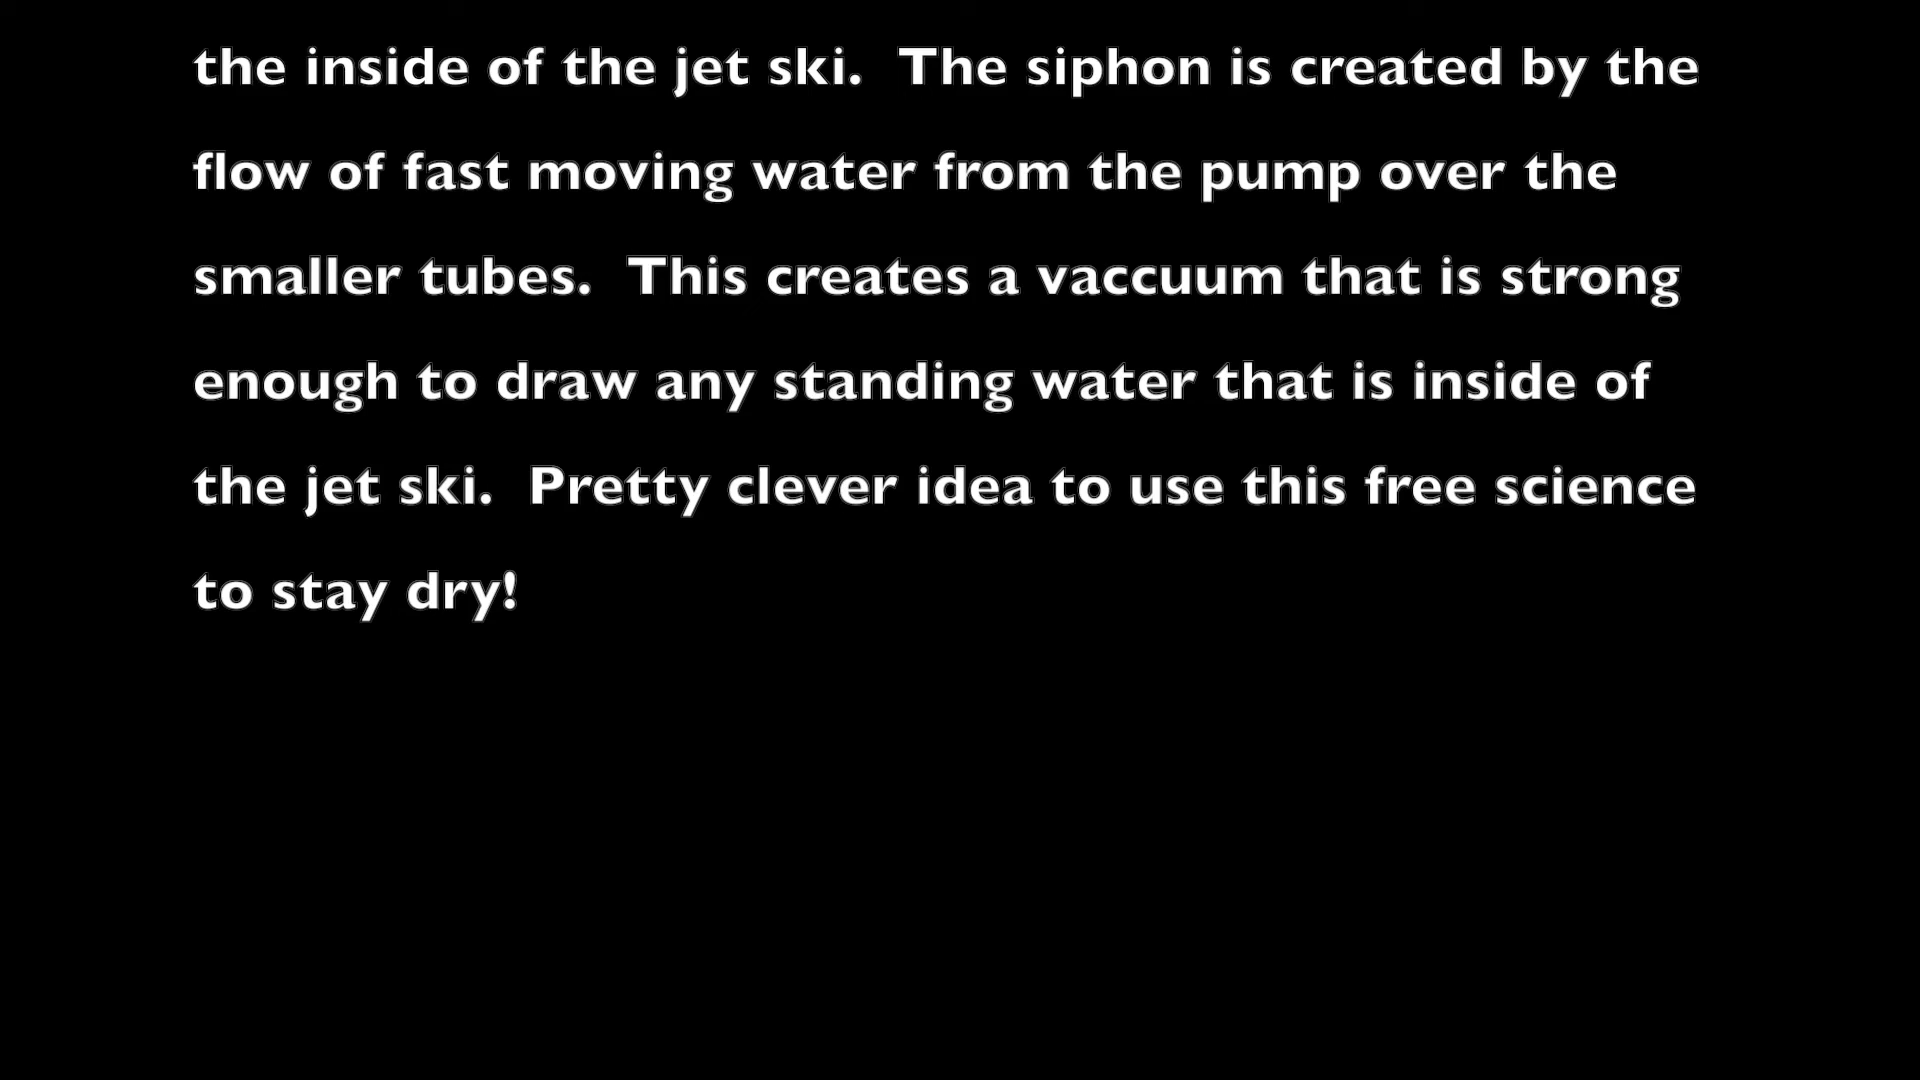 the inside of the jet ski.  The siphon is created by the
flow of fast moving water from the pump over the
smaller tubes.  This creates a vaccuum that is strong
enough to draw any standing water that is inside of
the jet ski.  Pretty clever idea to use this free science
to stay dry!